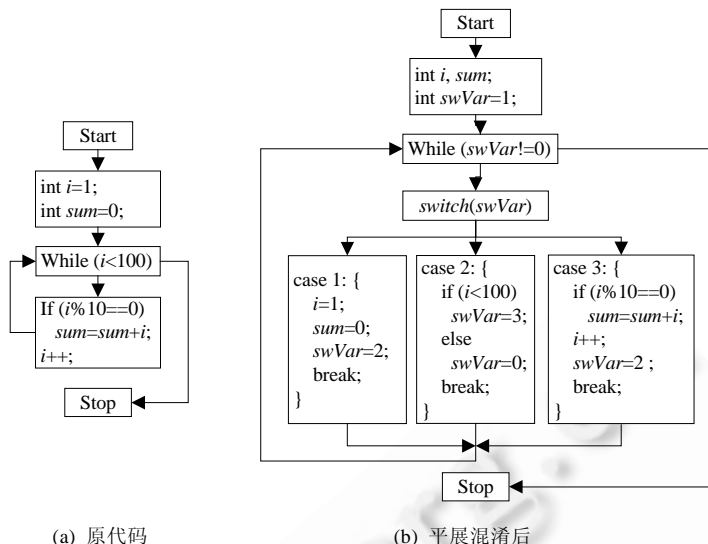 Start
int i=1;
int sum=0;
While (i<100)
If (i%10==0)
sum=sum+i;
i++;
Stop
(a) 原代码
Start
int i, sum;
int swVar=1;
While (swVar!=0)
switch(swVar)
case 1: {
i=1;
sum=0;
swVar=2;
break;
}
case 2: {
if (i<100)
swVar=3;
else
swVar=0;
break;
}
case 3: {
if (i%10==0)
sum=sum+i;
i++;
swVar=2 ;
break;
}
Stop
(b) 平展混淆后